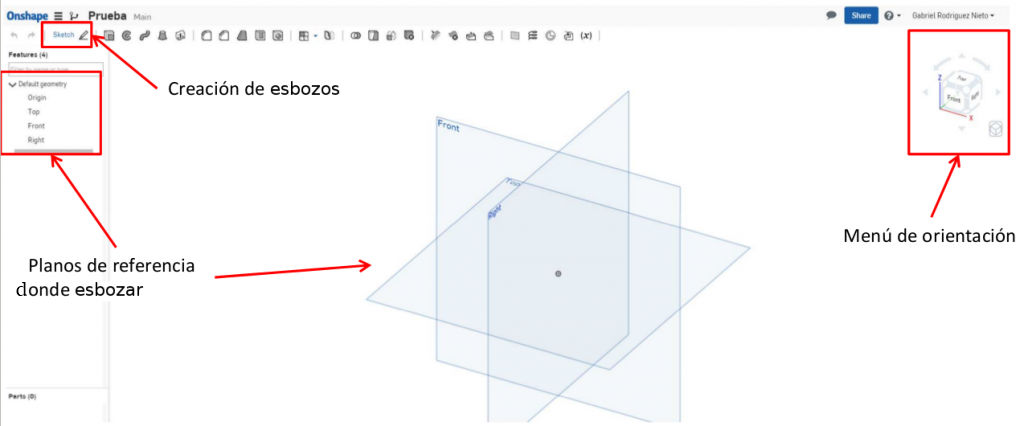 Onshape Prueba Main
Share
Gabriel Rodriguez Nieto
Sketch
(x)
Features (4)
Default geometry
Origin
Top
Front
Right
Creación de esbozos
Front
Top
Right
Z
Top
Front
Right
X
Menú de orientación
Planos de referencia
donde esbozar
Parts (0)